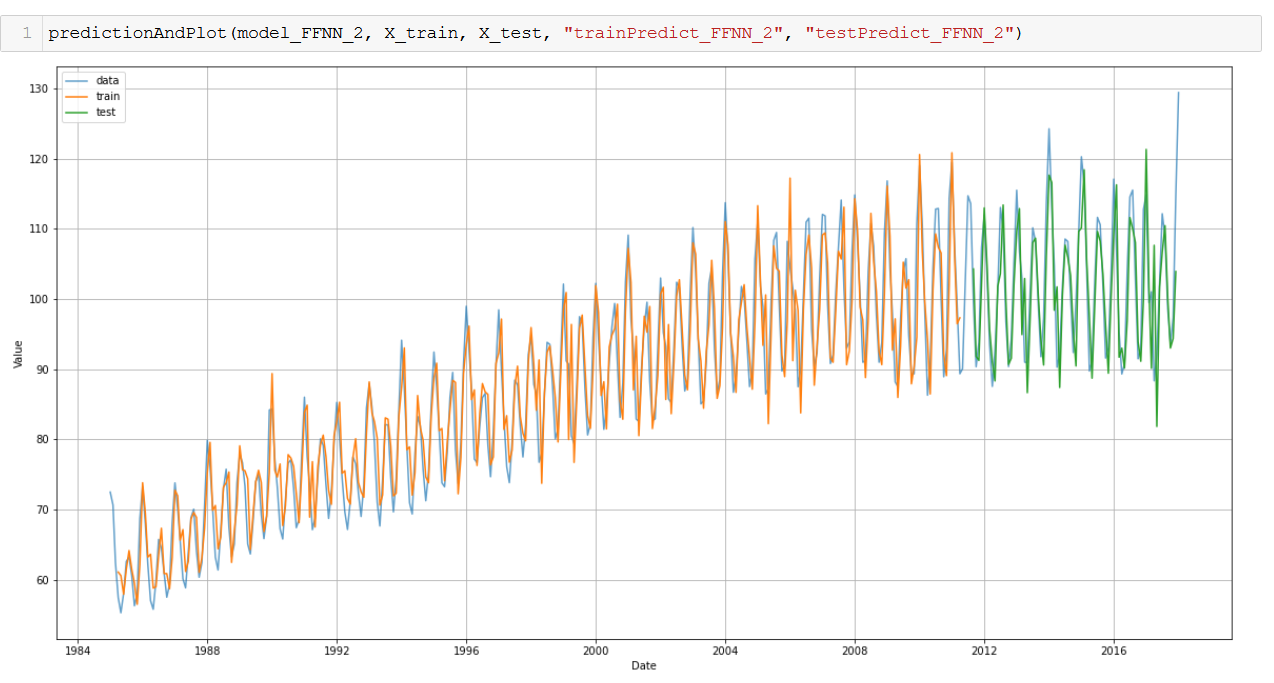 1 predictionAndPlot(model_FFNN_2, X_train, X_test, "trainPredict_FFNN_2", "testPredict_FFNN_2")
data
train
test
130
120
110
100
90
80
70
60
Value
1984 1988 1992 1996 2000 2004 2008 2012 2016
Date